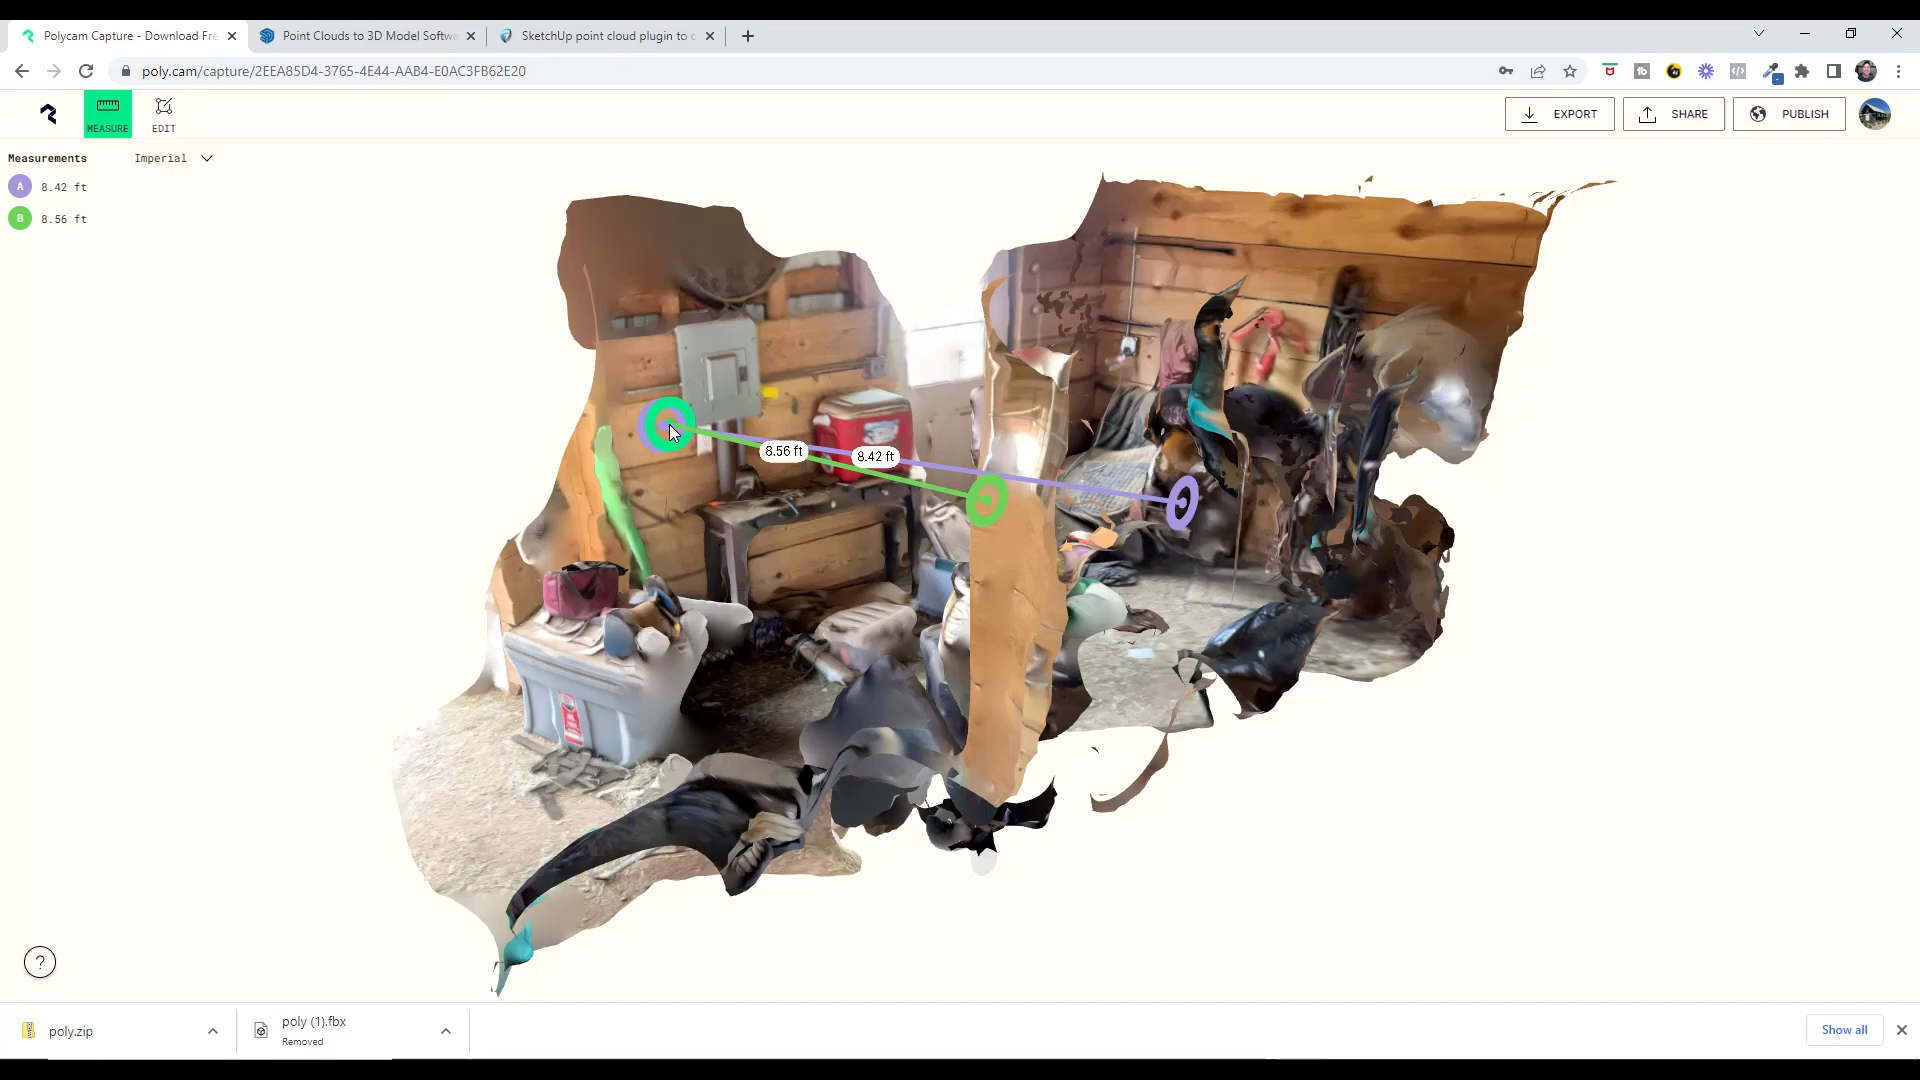 Polycam Capture - Download Fre
Point Clouds to 3D Model Softwa
SketchUp point cloud plugin to c
poly.cam/capture/2EEA85D4-3765-4E44-AAB4-E0AC3FB62E20
MEASURE
EDIT
EXPORT
SHARE
PUBLISH
Measurements
Imperial
A 8.42 ft
B 8.56 ft
8.56 ft
8.42 ft
?
poly.zip
poly (1).fbx
Removed
Show all